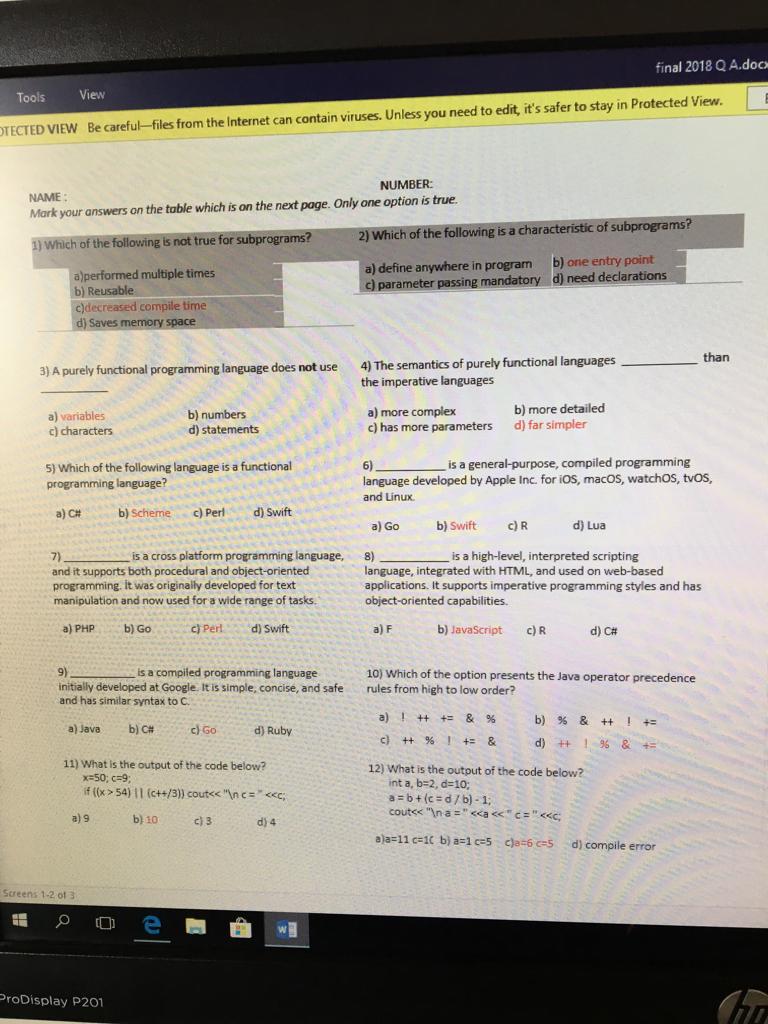 final 2018 Q A.docx
Tools View
OTECTED VIEW Be careful—files from the Internet can contain viruses. Unless you need to edit, it's safer to stay in Protected View.
NAME :
NUMBER:
Mark your answers on the table which is on the next page. Only one option is true.
1) Which of the following is not true for subprograms?
a)performed multiple times
b) Reusable
c)decreased compile time
d) Saves memory space
2) Which of the following is a characteristic of subprograms?
a) define anywhere in program b) one entry point
c) parameter passing mandatory d) need declarations
3) A purely functional programming language does not use
__________
a) variables b) numbers
c) characters d) statements
4) The semantics of purely functional languages __________ than
the imperative languages
a) more complex b) more detailed
c) has more parameters d) far simpler
5) Which of the following language is a functional
programming language?
a) C# b) Scheme c) Perl d) Swift
6) __________ is a general-purpose, compiled programming
language developed by Apple Inc. for iOS, macOS, watchOS, tvOS,
and Linux.
a) Go b) Swift c) R d) Lua
7) __________ is a cross platform programming language,
and it supports both procedural and object-oriented
programming. It was originally developed for text
manipulation and now used for a wide range of tasks.
a) PHP b) Go c) Perl d) Swift
8) __________ is a high-level, interpreted scripting
language, integrated with HTML, and used on web-based
applications. It supports imperative programming styles and has
object-oriented capabilities.
a) F b) JavaScript c) R d) C#
9) __________ is a compiled programming language
initially developed at Google. It is simple, concise, and safe
and has similar syntax to C.
a) Java b) C# c) Go d) Ruby
10) Which of the option presents the Java operator precedence
rules from high to low order?
a) ! ++ += & % b) % & ++ ! +=
c) ++ % ! += & d) ++ ! % & +=
11) What is the output of the code below?
x=50; c=9;
if ((x > 54) || (c++/3)) cout<< "\n c = " <<c;
a) 9 b) 10 c) 3 d) 4
12) What is the output of the code below?
int a, b=2, d=10;
a = b + (c = d / b) - 1;
cout<< "\n a = " <<a << " c = " <<c;
a)a=11 c=10 b) a=1 c=5 c)a=6 c=5 d) compile error
Screens 1-2 of 3
ProDisplay P201
hp